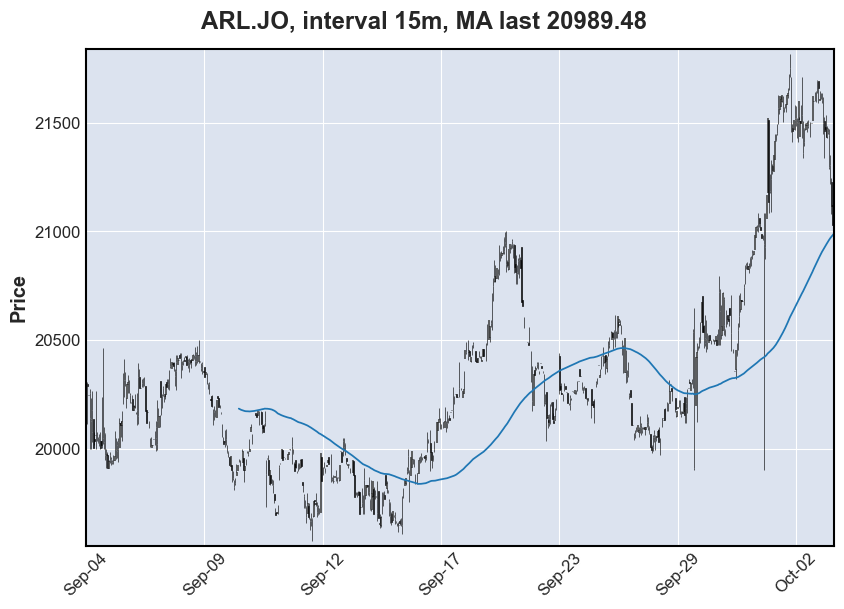 ARL.JO, interval 15m, MA last 20989.48
21500
21000
20500
20000
Price
Sep-04
Sep-09
Sep-12
Sep-17
Sep-23
Sep-29
Oct-02